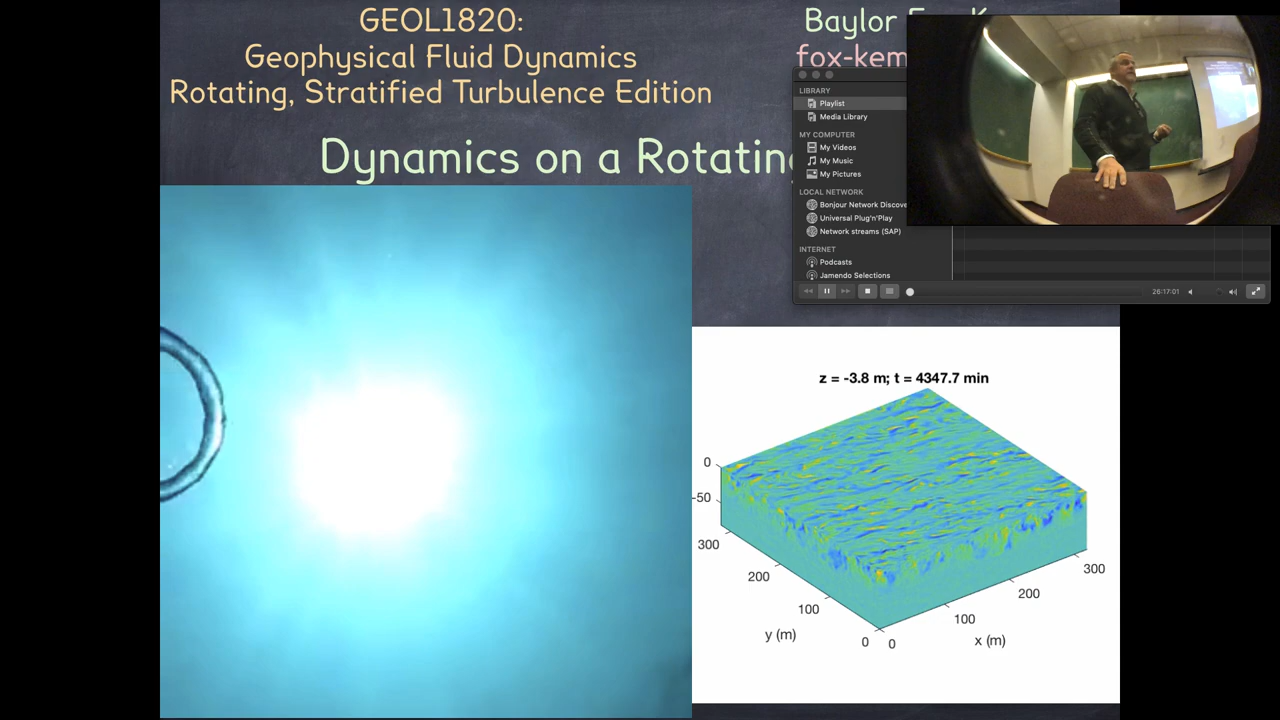 GEOL1820:
Geophysical Fluid Dynamics
Rotating, Stratified Turbulence Edition
Baylor
fox-kem
Dynamics on a Rotating
LIBRARY
Playlist
Media Library
MY COMPUTER
My Videos
My Music
My Pictures
LOCAL NETWORK
Bonjour Network Discove
Universal Plug'n'Play
Network streams (SAP)
INTERNET
Podcasts
Jamendo Selections
26:17:01
z = -3.8 m; t = 4347.7 min
0
-50
300
200
100
0
y (m)
0
100
200
300
x (m)